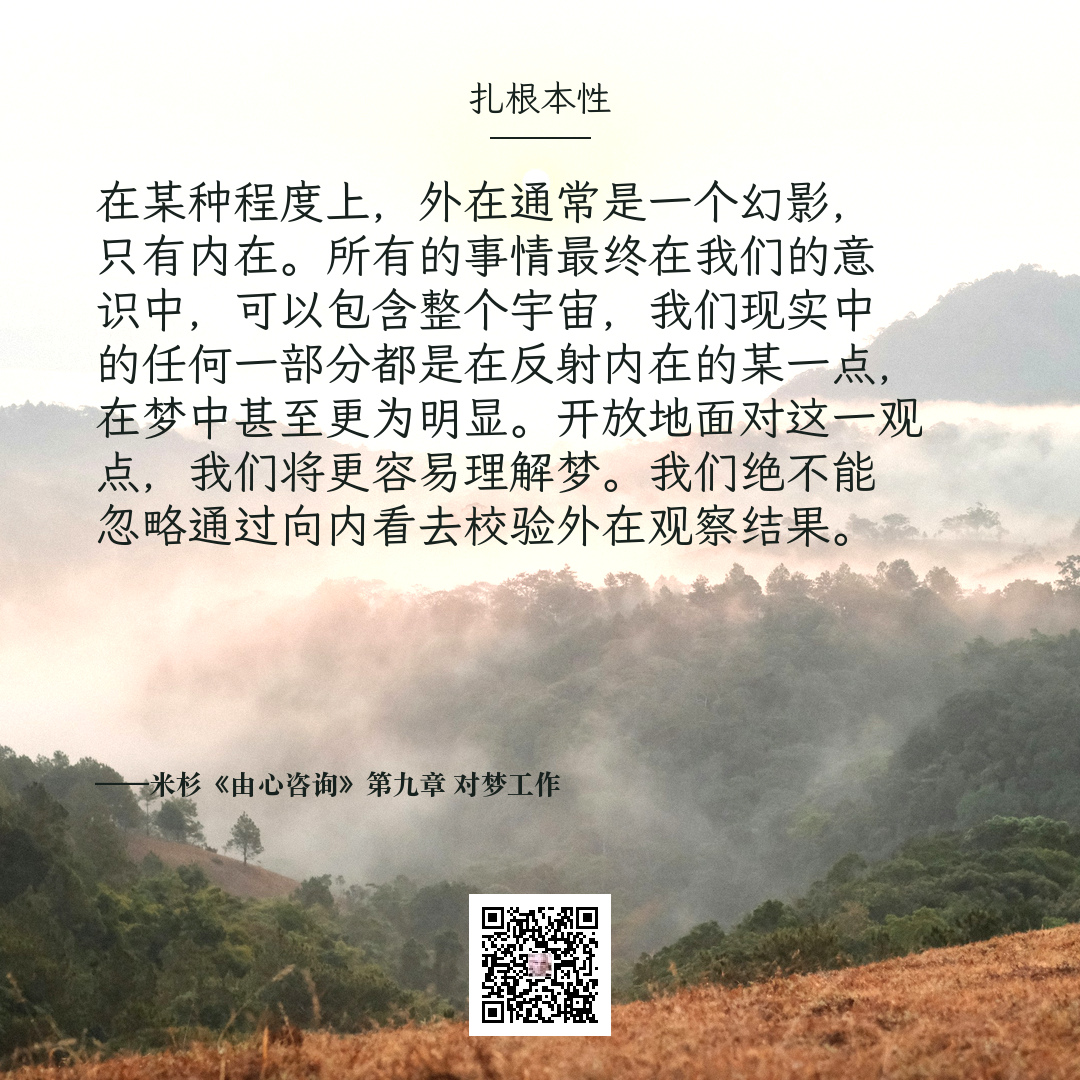 扎根本性
在某种程度上，外在通常是一个幻影，
只有内在。所有的事情最终在我们的意
识中，可以包含整个宇宙，我们现实中
的任何一部分都是在反射内在的某一点，
在梦中甚至更为明显。开放地面对这一观
点，我们将更容易理解梦。我们绝不能
忽略通过向内看去校验外在观察结果。
——米杉《由心咨询》第九章 对梦工作